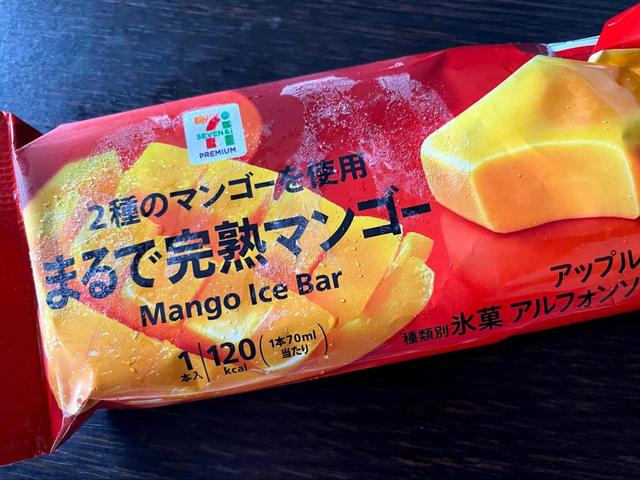 SEVEN&i
PREMIUM
2種のマンゴーを使用
まるで完熟マンゴー
Mango Ice Bar
1本入 120kcal (1本70ml当たり)
アップル
種類別 氷菓 アルフォンソ